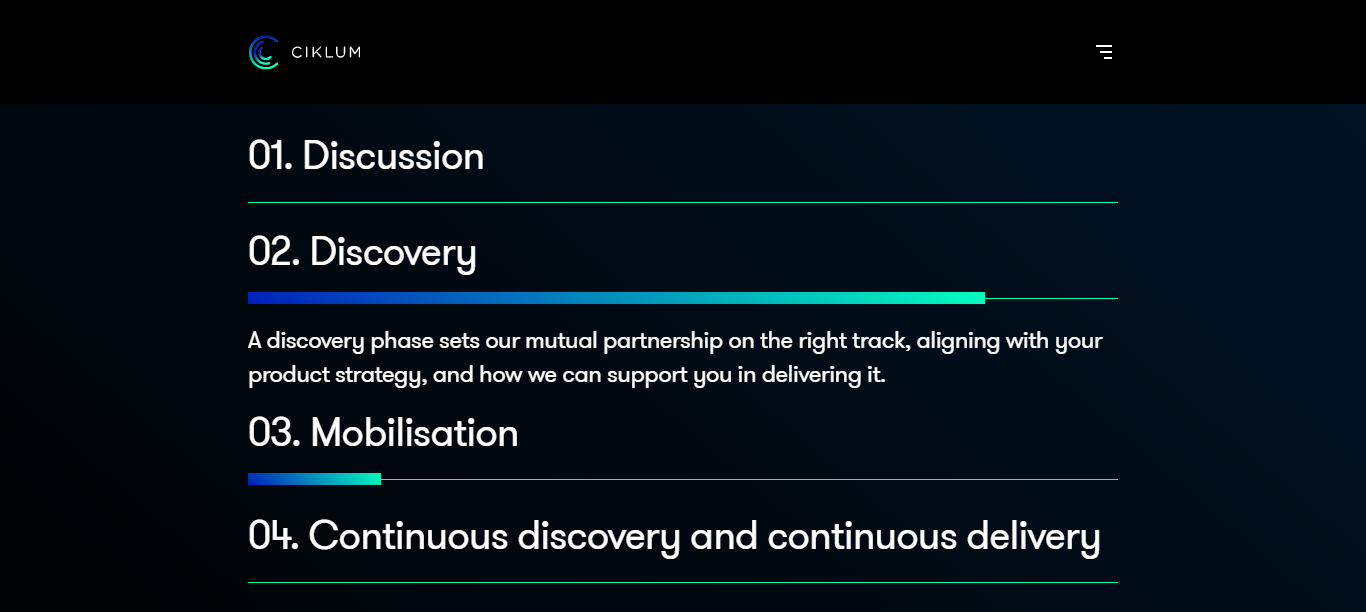 CIKLUM
01. Discussion
02. Discovery
A discovery phase sets our mutual partnership on the right track, aligning with your
product strategy, and how we can support you in delivering it.
03. Mobilisation
04. Continuous discovery and continuous delivery